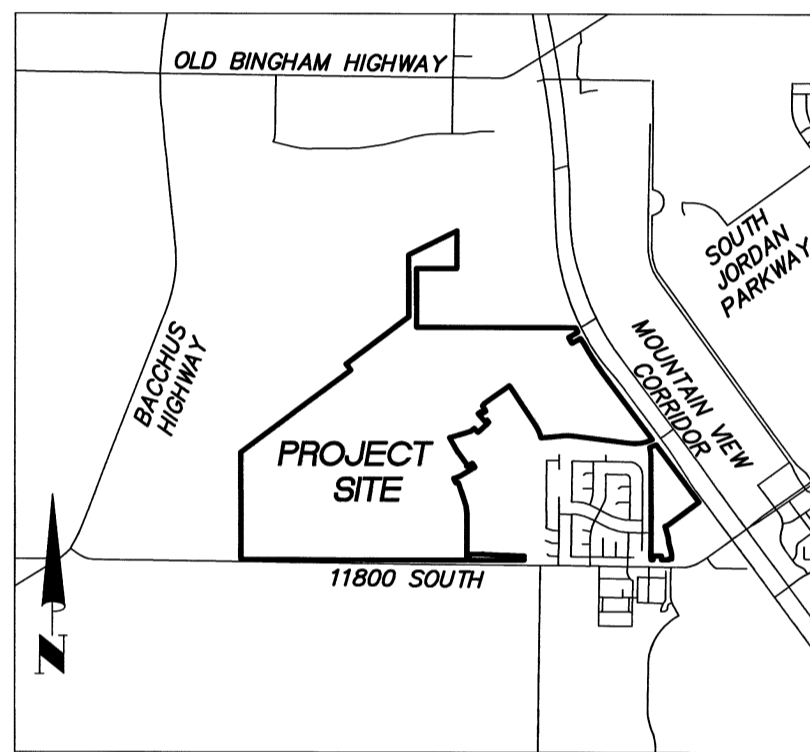 OLD BINGHAM HIGHWAY
SOUTH
JORDAN
PARKWAY
BACCHUS
HIGHWAY
MOUNTAIN VIEW
CORRIDOR
PROJECT
SITE
11800 SOUTH
N